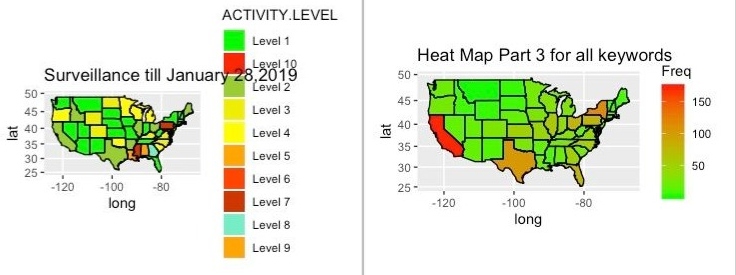 ACTIVITY.LEVEL
Level 1
Level 10
Surveillance till January 28,2019
Level 2
Level 3
Level 4
Level 5
Level 6
Level 7
Level 8
Level 9
50
45
40
35
30
25
lat
-120 -100 -80
long
Heat Map Part 3 for all keywords
Freq
150
100
50
50
45
40
35
30
25
lat
-120 -100 -80
long